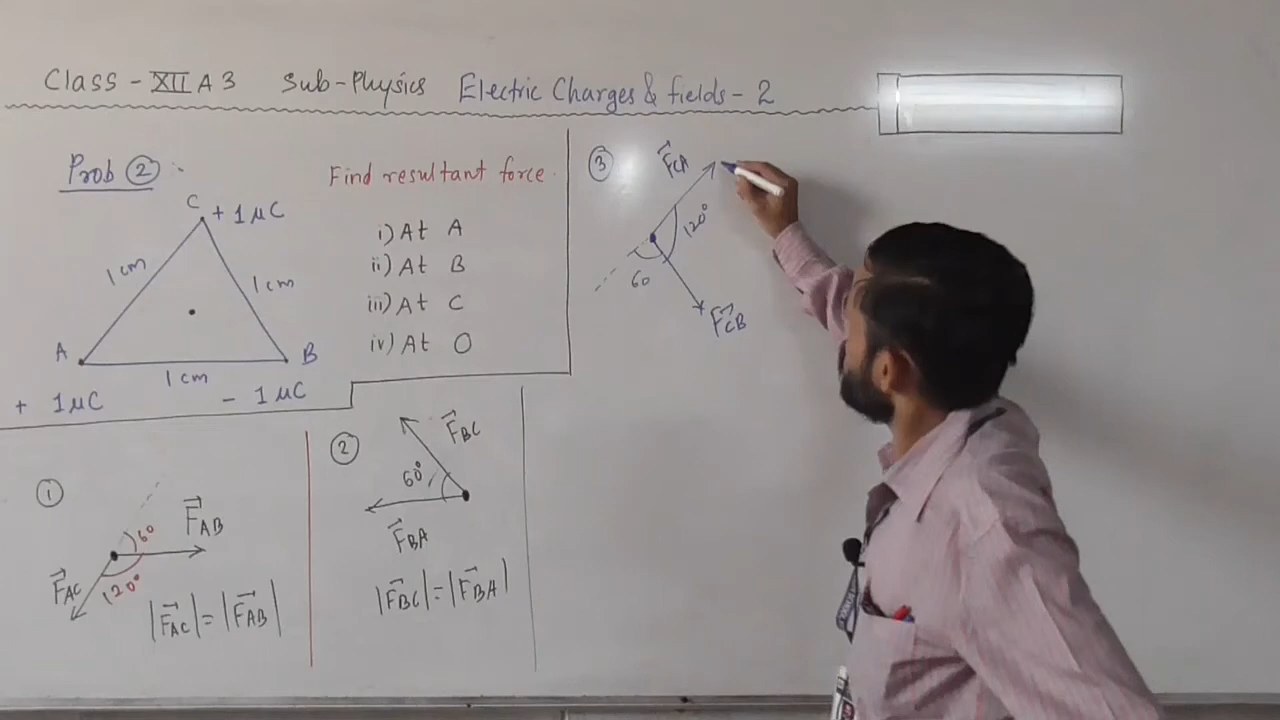 Class - XII A3 Sub-Physics Electric Charges & fields - 2
Prob ② :
C + 1 μC
1 cm
1 cm
A
B
1 cm
+ 1 μC
- 1 μC
Find resultant force.
i) At A
ii) At B
iii) At C
iv) At O
①
60
F⃗AB
F⃗AC
120°
|F⃗AC| = |F⃗AB|
②
F⃗BC
60°
F⃗BA
|F⃗BC| = |F⃗BA|
③
F⃗CA
120°
60
F⃗CB